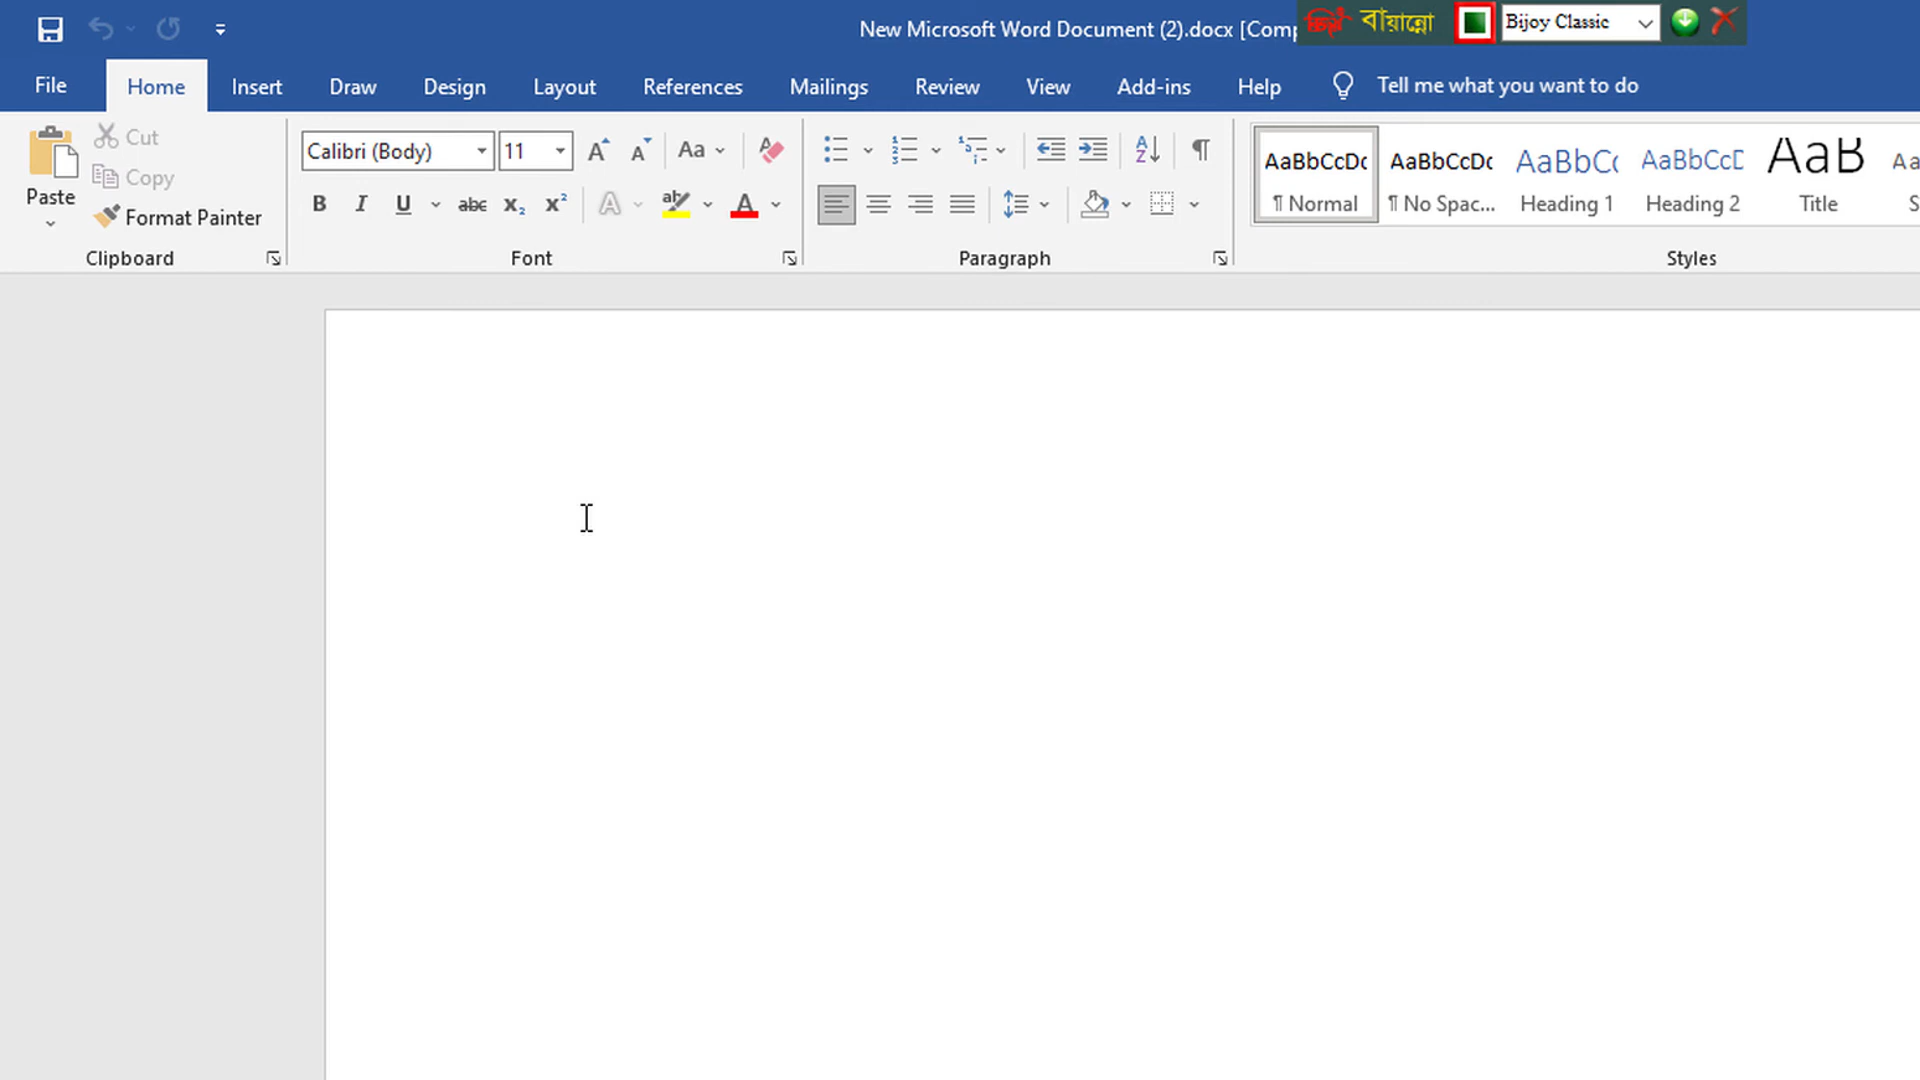 New Microsoft Word Document (2).docx [Comp
বায়ান্নো
Bijoy Classic
File
Home
Insert
Draw
Design
Layout
References
Mailings
Review
View
Add-ins
Help
Tell me what you want to do
Paste
Cut
Copy
Format Painter
Clipboard
Calibri (Body)
11
Aa
B I U abc x₂ x² A ab A
Font
Paragraph
AaBbCcDc
¶ Normal
AaBbCcDc
¶ No Spac...
AaBbCc
Heading 1
AaBbCcD
Heading 2
AaB
Title
Aa
S
Styles